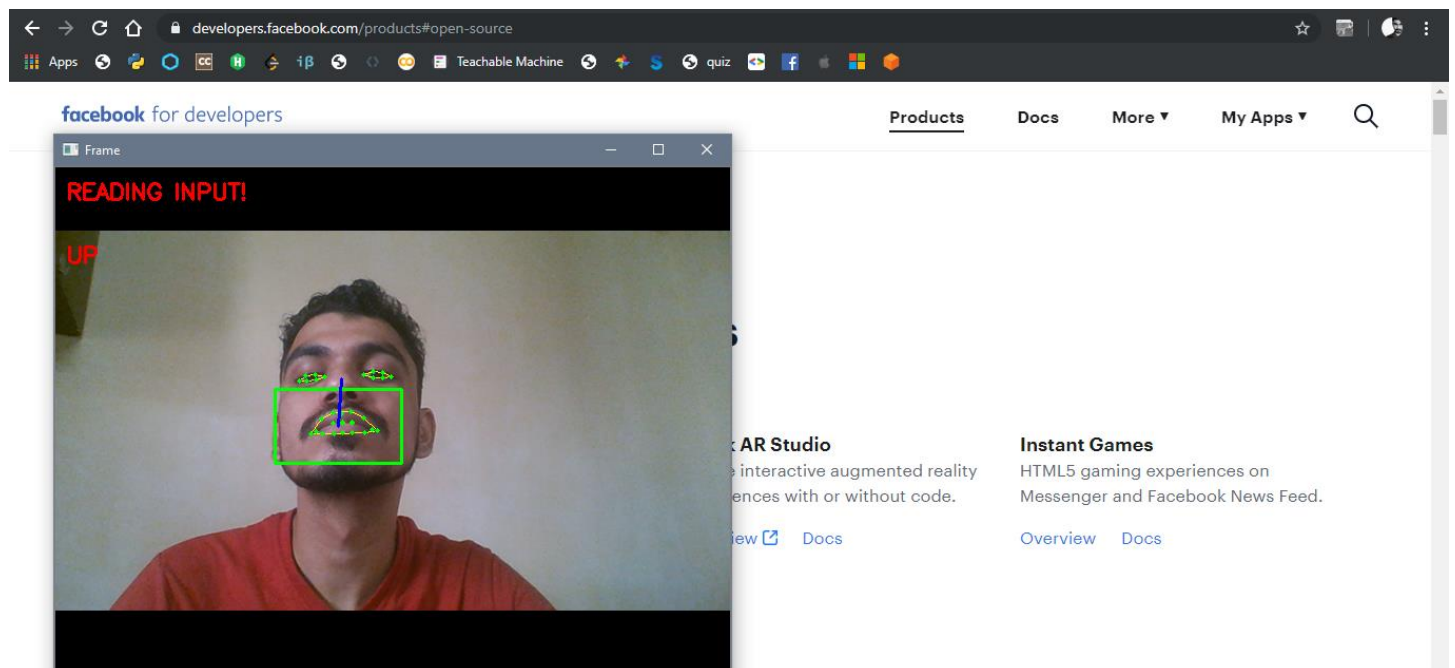 developers.facebook.com/products#open-source
Apps
CC
iβ
Teachable Machine
quiz
facebook for developers
Products
Docs
More
My Apps
Frame
READING INPUT!
UP
s
AR Studio
Instant Games
interactive augmented reality
HTML5 gaming experiences on
ences with or without code.
Messenger and Facebook News Feed.
iew
Docs
Overview
Docs